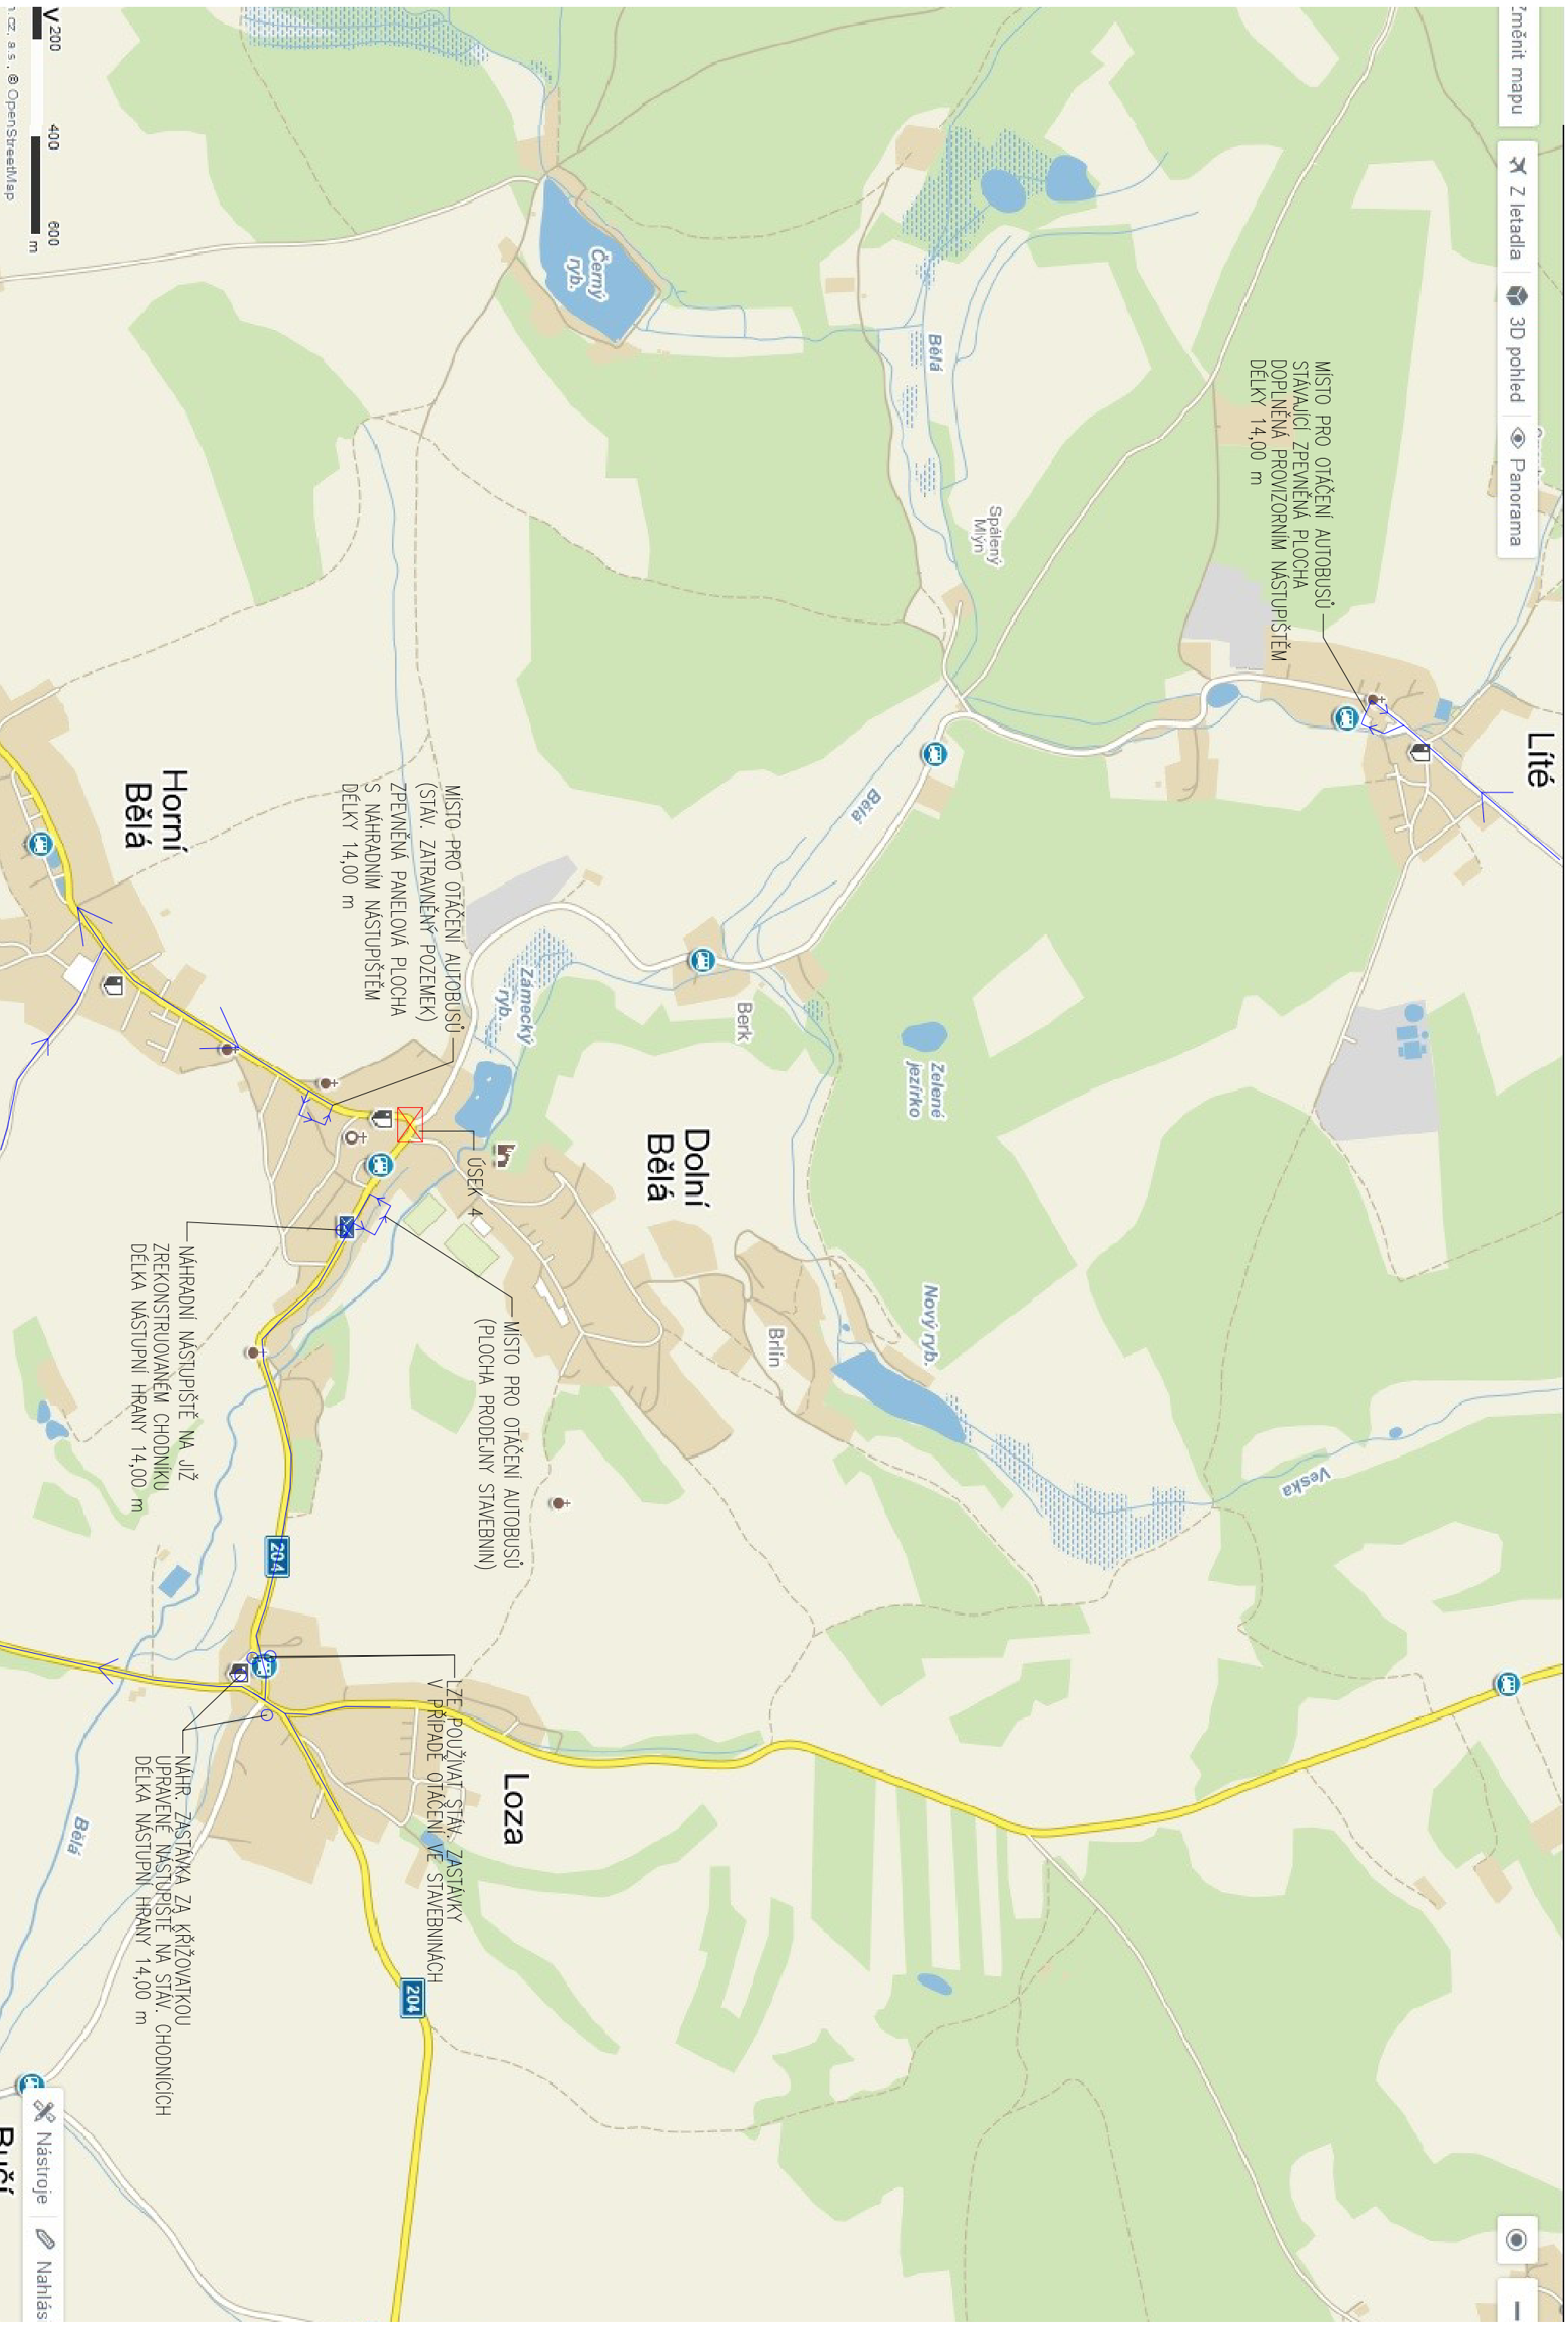 Změnit mapu
Z letadla
3D pohled
Panorama
Líté
MÍSTO PRO OTÁČENÍ AUTOBUSŮ
STÁVAJÍCÍ ZPEVNĚNÁ PLOCHA
DOPLNĚNÁ PROVIZORNÍM NÁSTUPIŠTĚM
DÉLKY 14,00 m
Spálený
Mlýn
Bělá
Černý
ryb.
Bělá
Berk
Zelené
jezírko
Nový ryb.
Veska
Brlín
Dolní
Bělá
Zámecký
ryb.
MÍSTO PRO OTÁČENÍ AUTOBUSŮ
(STÁV. ZATRAVNĚNÝ POZEMEK)
ZPEVNĚNÁ PANELOVÁ PLOCHA
S NÁHRADNÍM NÁSTUPIŠTĚM
DÉLKY 14,00 m
ÚSEK 4
MÍSTO PRO OTÁČENÍ AUTOBUSŮ
(PLOCHA PRODEJNY STAVEBNIN)
Loza
LZE POUŽÍVAT STÁV. ZASTÁVKY
V PŘÍPADĚ OTÁČENÍ VE STAVEBNINÁCH
204
204
Horní
Bělá
NÁHRADNÍ NÁSTUPIŠTĚ NA JIŽ
ZREKONSTRUOVANÉM CHODNÍKU
DÉLKA NÁSTUPNÍ HRANY 14,00 m
NÁHR. ZASTÁVKA ZA KŘIŽOVATKOU
UPRAVENÉ NÁSTUPIŠTĚ NA STÁV. CHODNÍCÍCH
DÉLKA NÁSTUPNÍ HRANY 14,00 m
Bělá
200
400
600
m
n.cz, a.s., © OpenStreetMap
Nástroje
Nahlás
Bučí